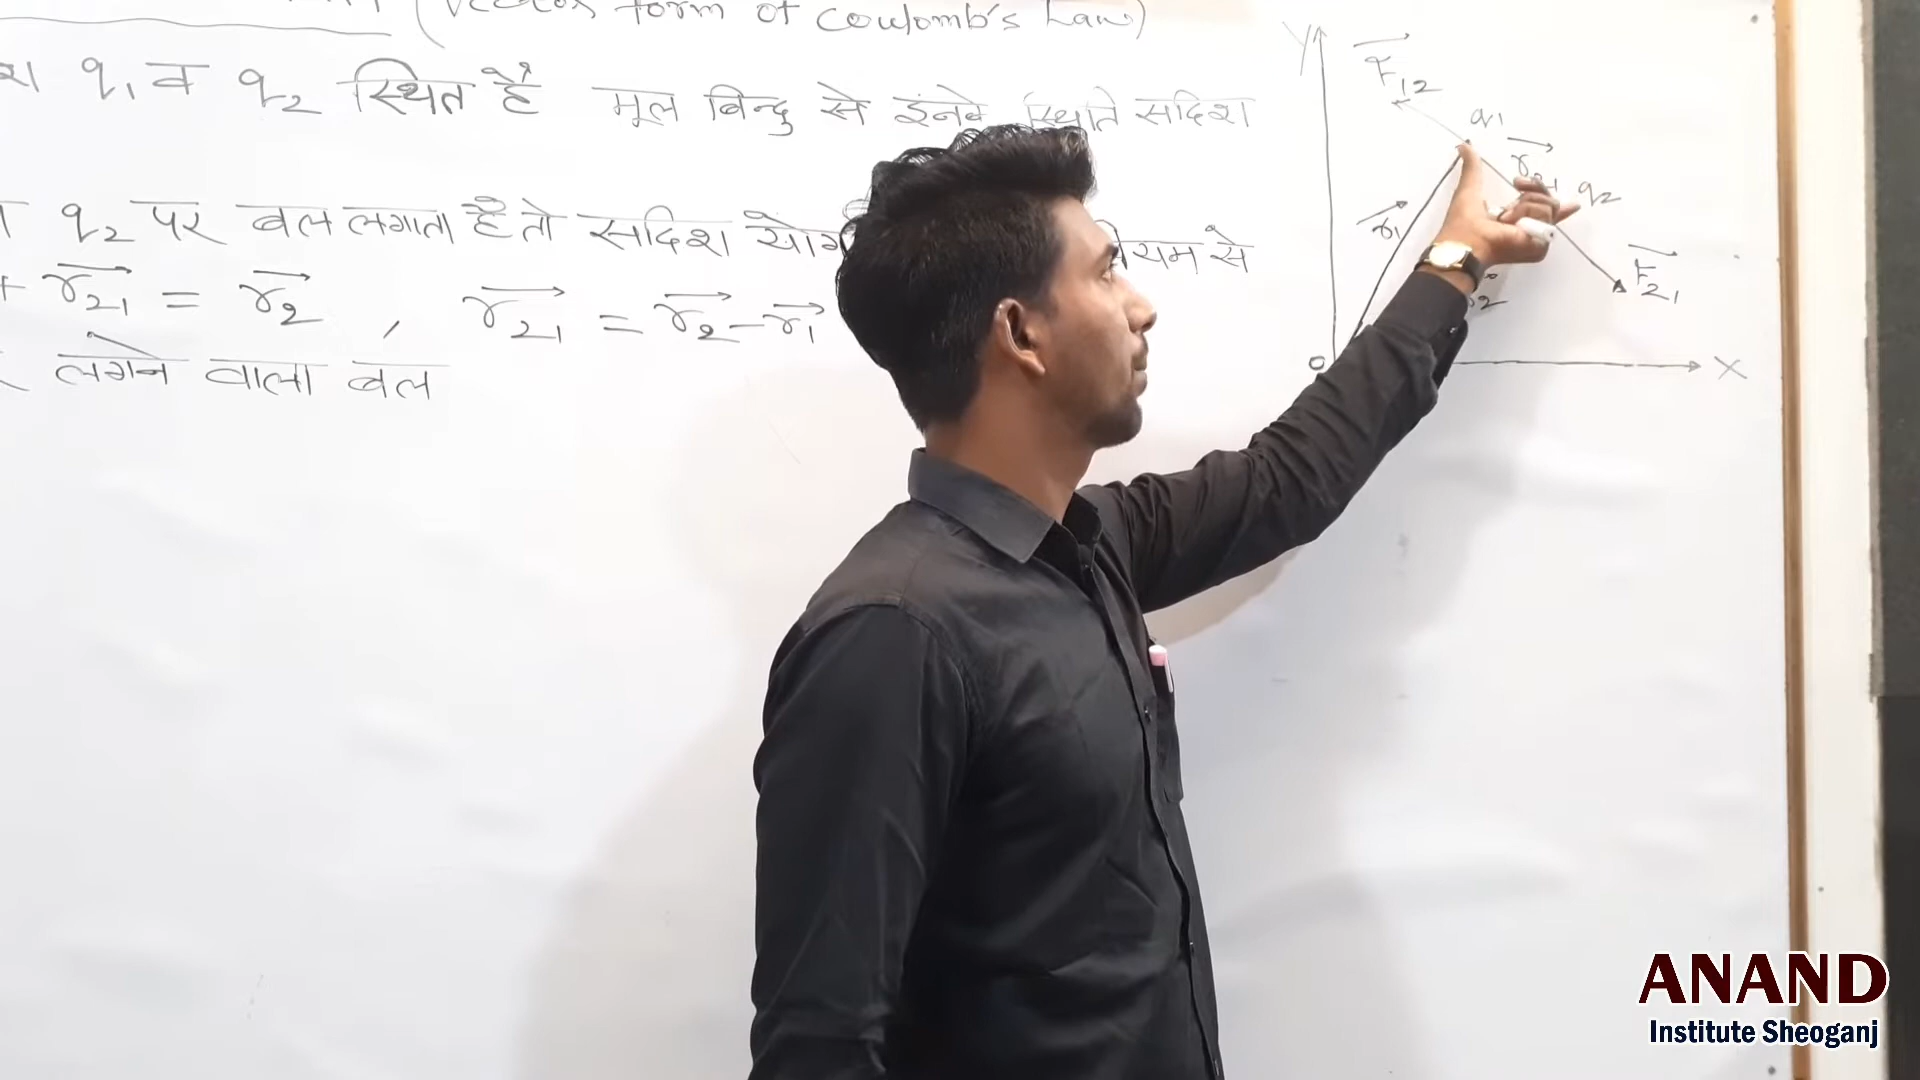 (Vector form of Coulomb's Law)
q₁ व q₂ स्थित है मूल बिन्दु से इनके स्थिति सदिश
q₂ पर बल लगाता है तो सदिश योग से
+ r₂₁→ = r₂→ , r₂₁→ = r₂→ - r₁→
लगने वाला बल
Y
F₁₂→
q₁
r₂₁→
q₂
r₁→
F₂₁→
O
X
ANAND
Institute Sheoganj